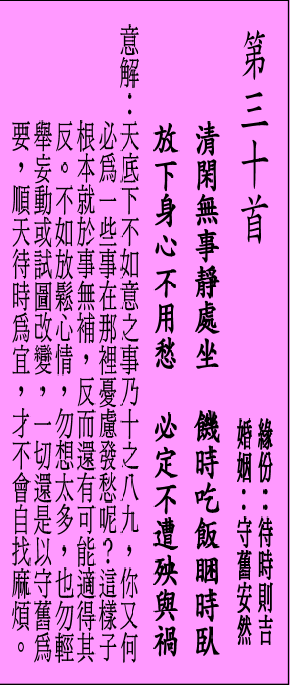 第三十首
緣份：待時則吉
婚姻：守舊安然
清閑無事靜處坐　饑時吃飯睏時臥
放下身心不用愁　必定不遭殃與禍
意解：天底下不如意之事乃十之八九，你又何
必為一些事在那裡憂慮發愁呢？這樣子
根本就於事無補，反而還有可能適得其
反。不如放鬆心情，勿想太多，也勿輕
舉妄動或試圖改變，一切還是以守舊為
要，順天待時為宜，才不會自找麻煩。